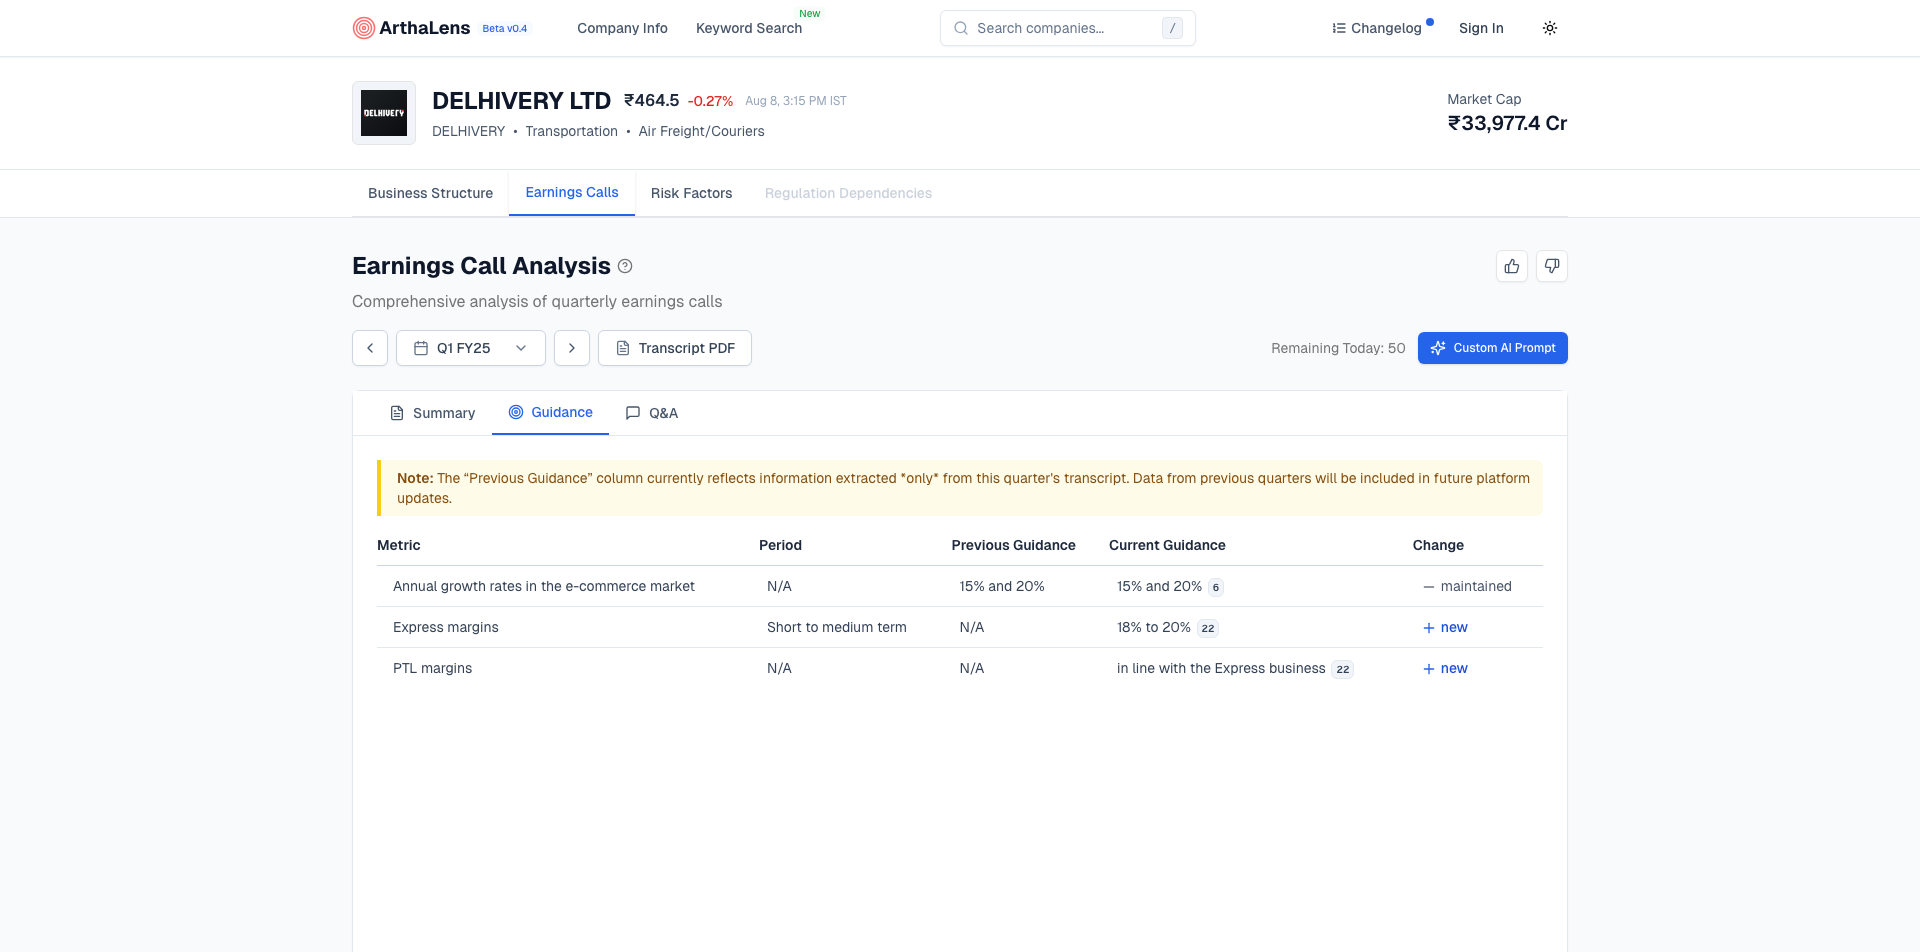 ArthaLens Beta v0.4 Company Info Keyword Search New Search companies... / Changelog Sign In
DELHIVERY
DELHIVERY LTD ₹464.5 -0.27% Aug 8, 3:15 PM IST
DELHIVERY • Transportation • Air Freight/Couriers
Market Cap
₹33,977.4 Cr
Business Structure Earnings Calls Risk Factors Regulation Dependencies
Earnings Call Analysis
Comprehensive analysis of quarterly earnings calls
Q1 FY25 Transcript PDF Remaining Today: 50 Custom AI Prompt
Summary Guidance Q&A
Note: The “Previous Guidance” column currently reflects information extracted *only* from this quarter's transcript. Data from previous quarters will be included in future platform
updates.
Metric Period Previous Guidance Current Guidance Change
Annual growth rates in the e-commerce market N/A 15% and 20% 15% and 20% 6 — maintained
Express margins Short to medium term N/A 18% to 20% 22 + new
PTL margins N/A N/A in line with the Express business 22 + new